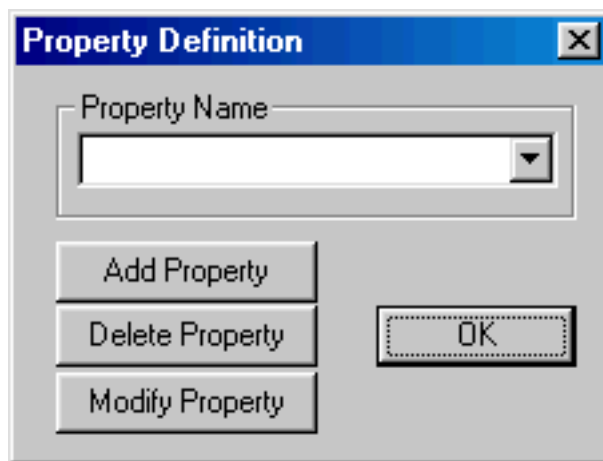 Property Definition
Property Name
Add Property
Delete Property
OK
Modify Property